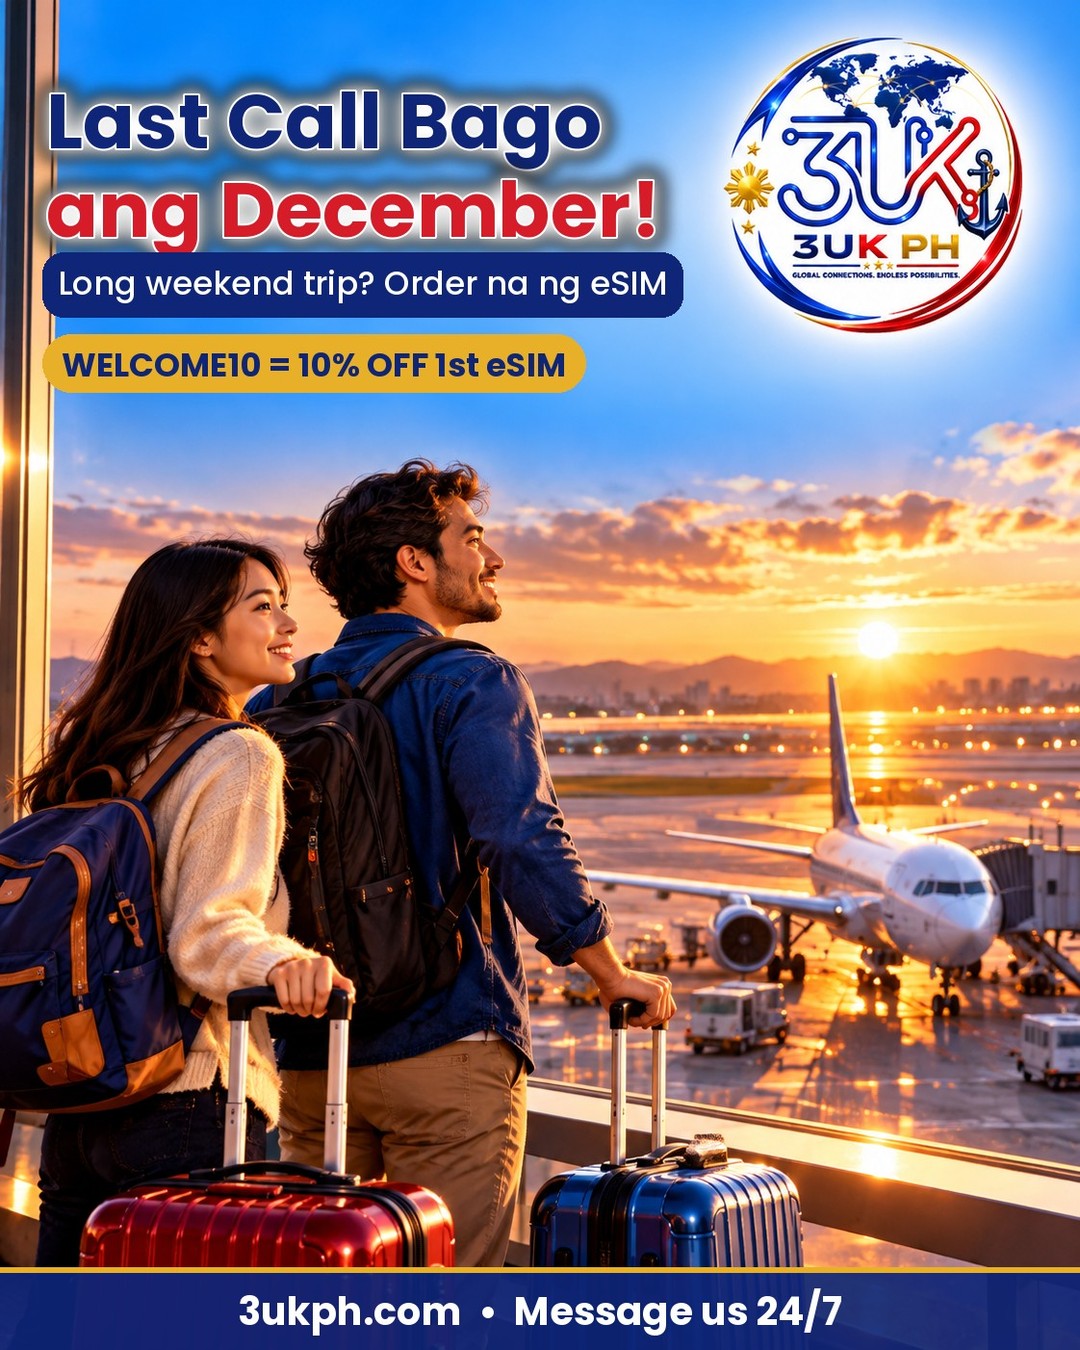 Last Call Bago
ang December!
Long weekend trip? Order na ng eSIM
WELCOME10 = 10% OFF 1st eSIM
3UK
3UK PH
GLOBAL CONNECTIONS. ENDLESS POSSIBILITIES.
3ukph.com • Message us 24/7